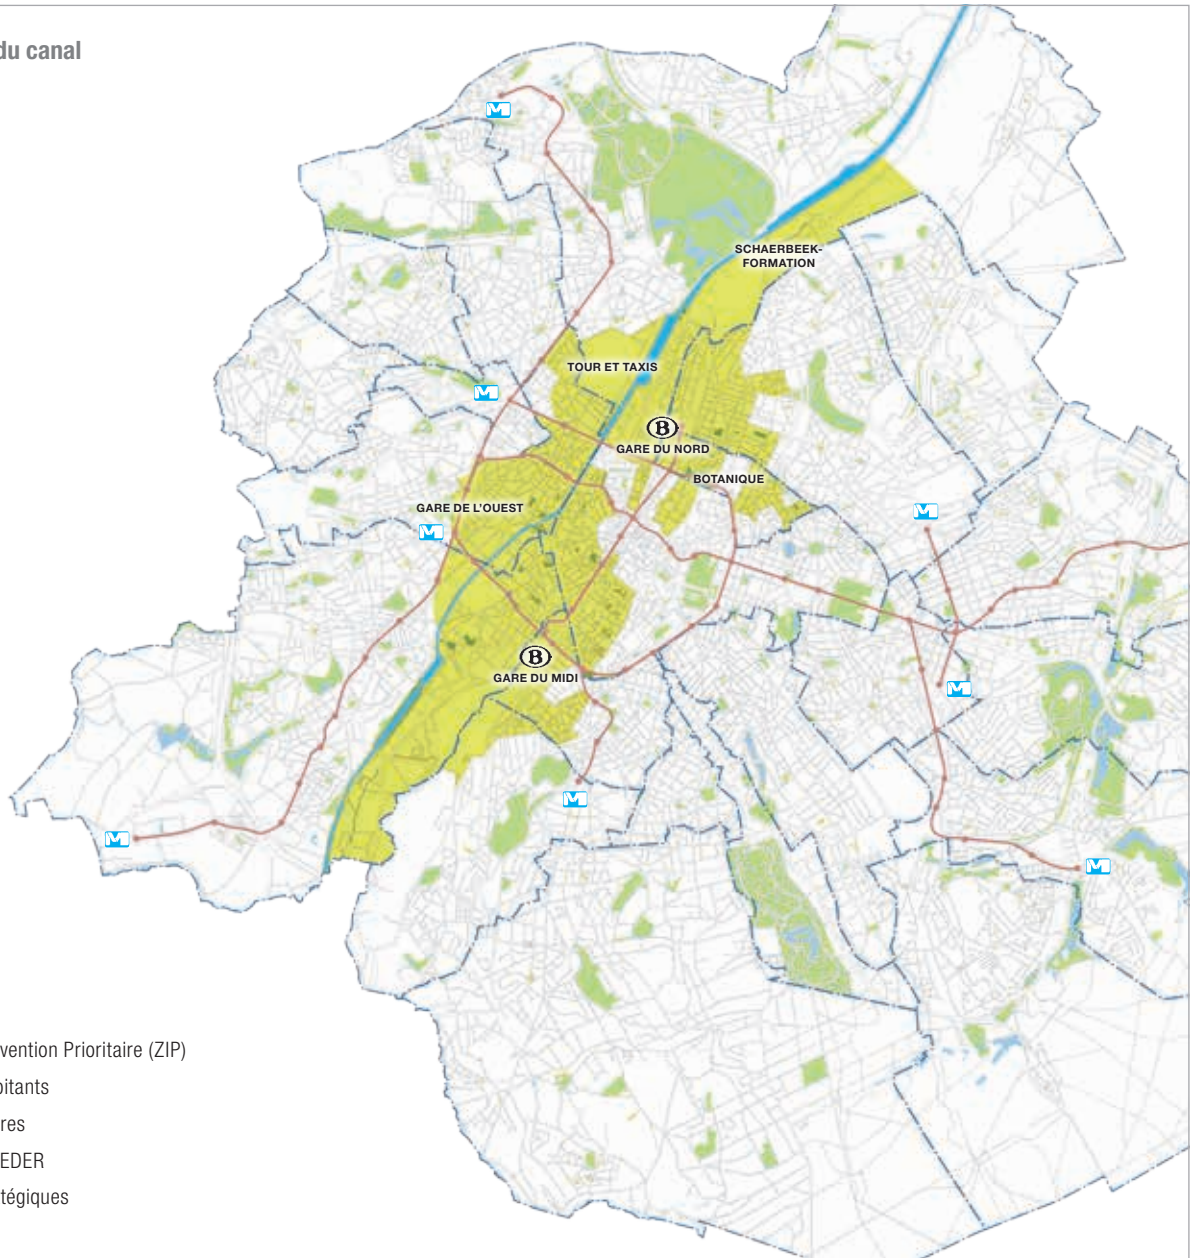 du canal
M
SCHAERBEEK-
FORMATION
TOUR ET TAXIS
M
B
GARE DU NORD
BOTANIQUE
GARE DE L'OUEST
M
M
B
GARE DU MIDI
M
M
M
M
vention Prioritaire (ZIP)
bitants
res
EDER
tégiques